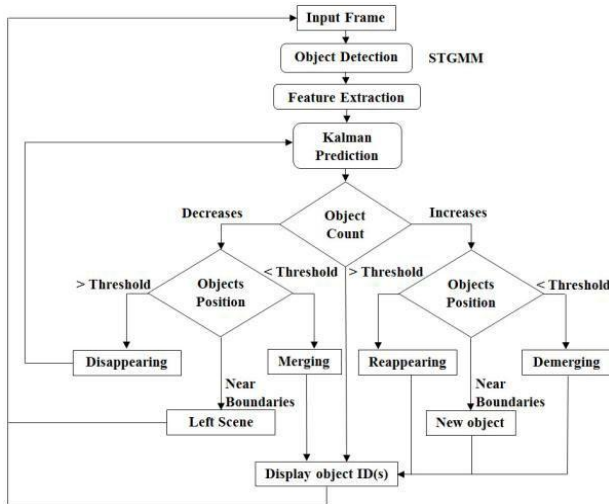 Input Frame
Object Detection
STGMM
Feature Extraction
Kalman
Prediction
Object
Count
Decreases
Increases
> Threshold
Objects
Position
< Threshold
> Threshold
Objects
Position
< Threshold
Disappearing
Merging
Reappearing
Demerging
Near
Boundaries
Near
Boundaries
Left Scene
New object
Display object ID(s)